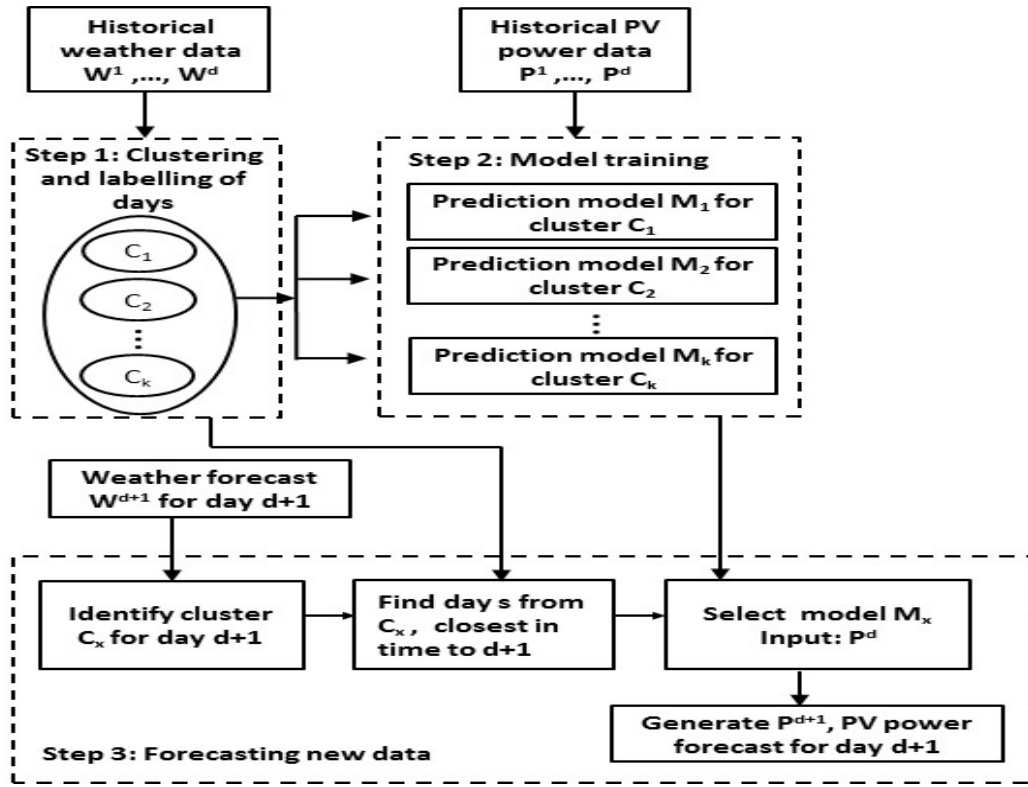 Historical
weather data
W¹ ,..., Wᵈ
Historical PV
power data
P¹ ,..., Pᵈ
Step 1: Clustering
and labelling of
days
C₁
C₂
⋮
Cₖ
Step 2: Model training
Prediction model M₁ for
cluster C₁
Prediction model M₂ for
cluster C₂
⋮
Prediction model Mₖ for
cluster Cₖ
Weather forecast
Wᵈ⁺¹ for day d+1
Identify cluster
Cₓ for day d+1
Find day s from
Cₓ , closest in
time to d+1
Select model Mₓ
Input: Pᵈ
Generate Pᵈ⁺¹, PV power
forecast for day d+1
Step 3: Forecasting new data